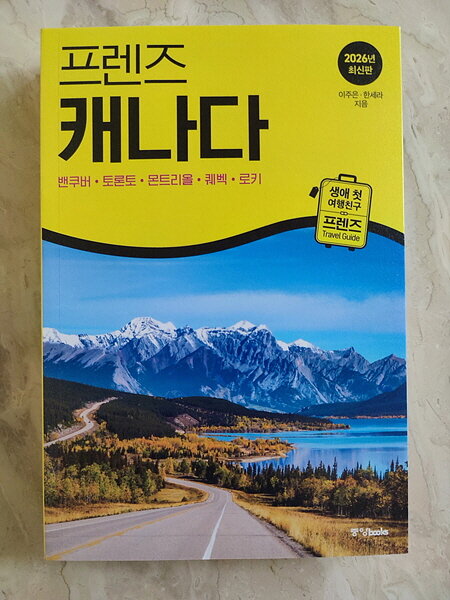 프렌즈
캐나다
밴쿠버 • 토론토 • 몬트리올 • 퀘벡 • 로키
2026년
최신판
이주은 · 한세라
지음
생애 첫
여행친구
프렌즈
Travel Guide
중앙books